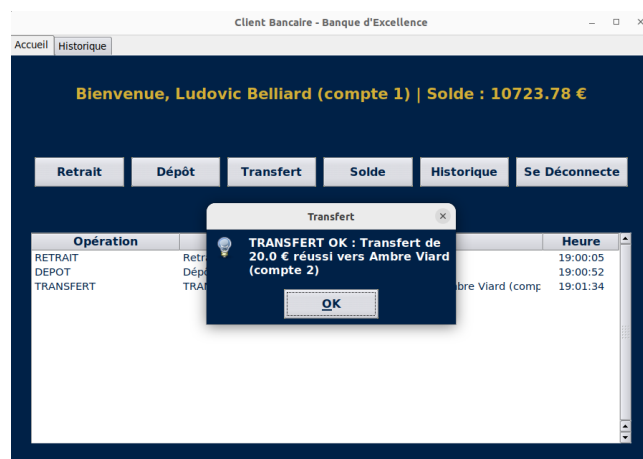 Client Bancaire - Banque d'Excellence
Accueil Historique
Bienvenue, Ludovic Belliard (compte 1) | Solde : 10723.78 €
Retrait Dépôt Transfert Solde Historique Se Déconnecte
Transfert
TRANSFERT OK : Transfert de
20.0 € réussi vers Ambre Viard
(compte 2)
OK
Opération Heure
RETRAIT 19:00:05
DEPOT 19:00:52
TRANSFERT Viard (comp 19:01:34